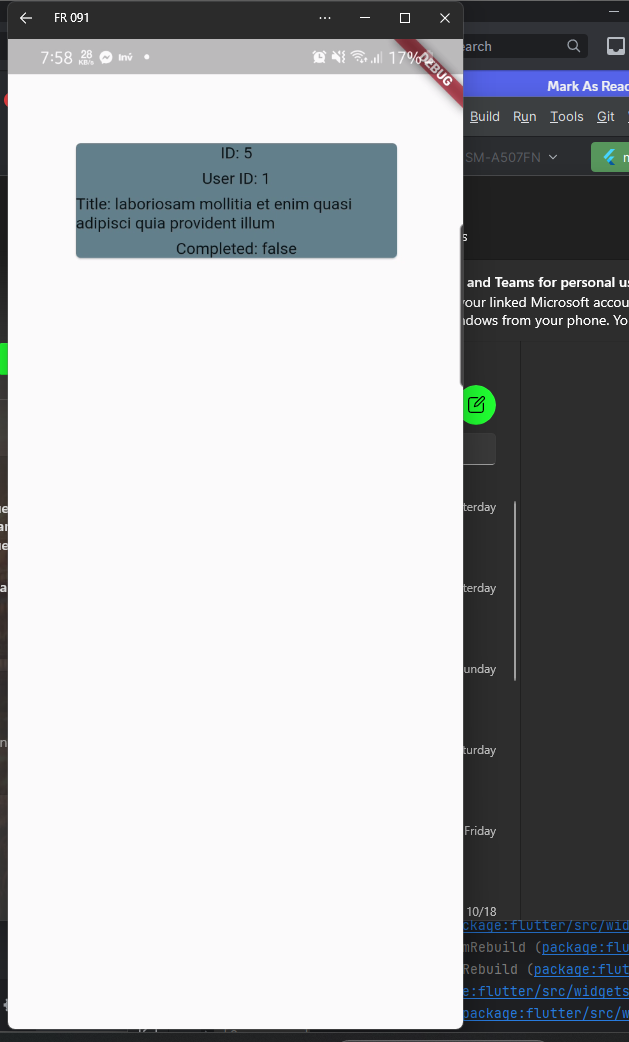 FR 091
7:58 28 KB/s Inv
17%
DEBUG
ID: 5
User ID: 1
Title: laboriosam mollitia et enim quasi
adipisci quia provident illum
Completed: false
earch
Mark As Read
Build Run Tools Git
SM-A507FN
s
and Teams for personal us
your linked Microsoft accou
ndows from your phone. Yo
terday
terday
unday
turday
Friday
10/18
ckage:flutter/src/wid
mRebuild (package:flu
Rebuild (package:flut
e:flutter/src/widgets
package:flutter/src/w